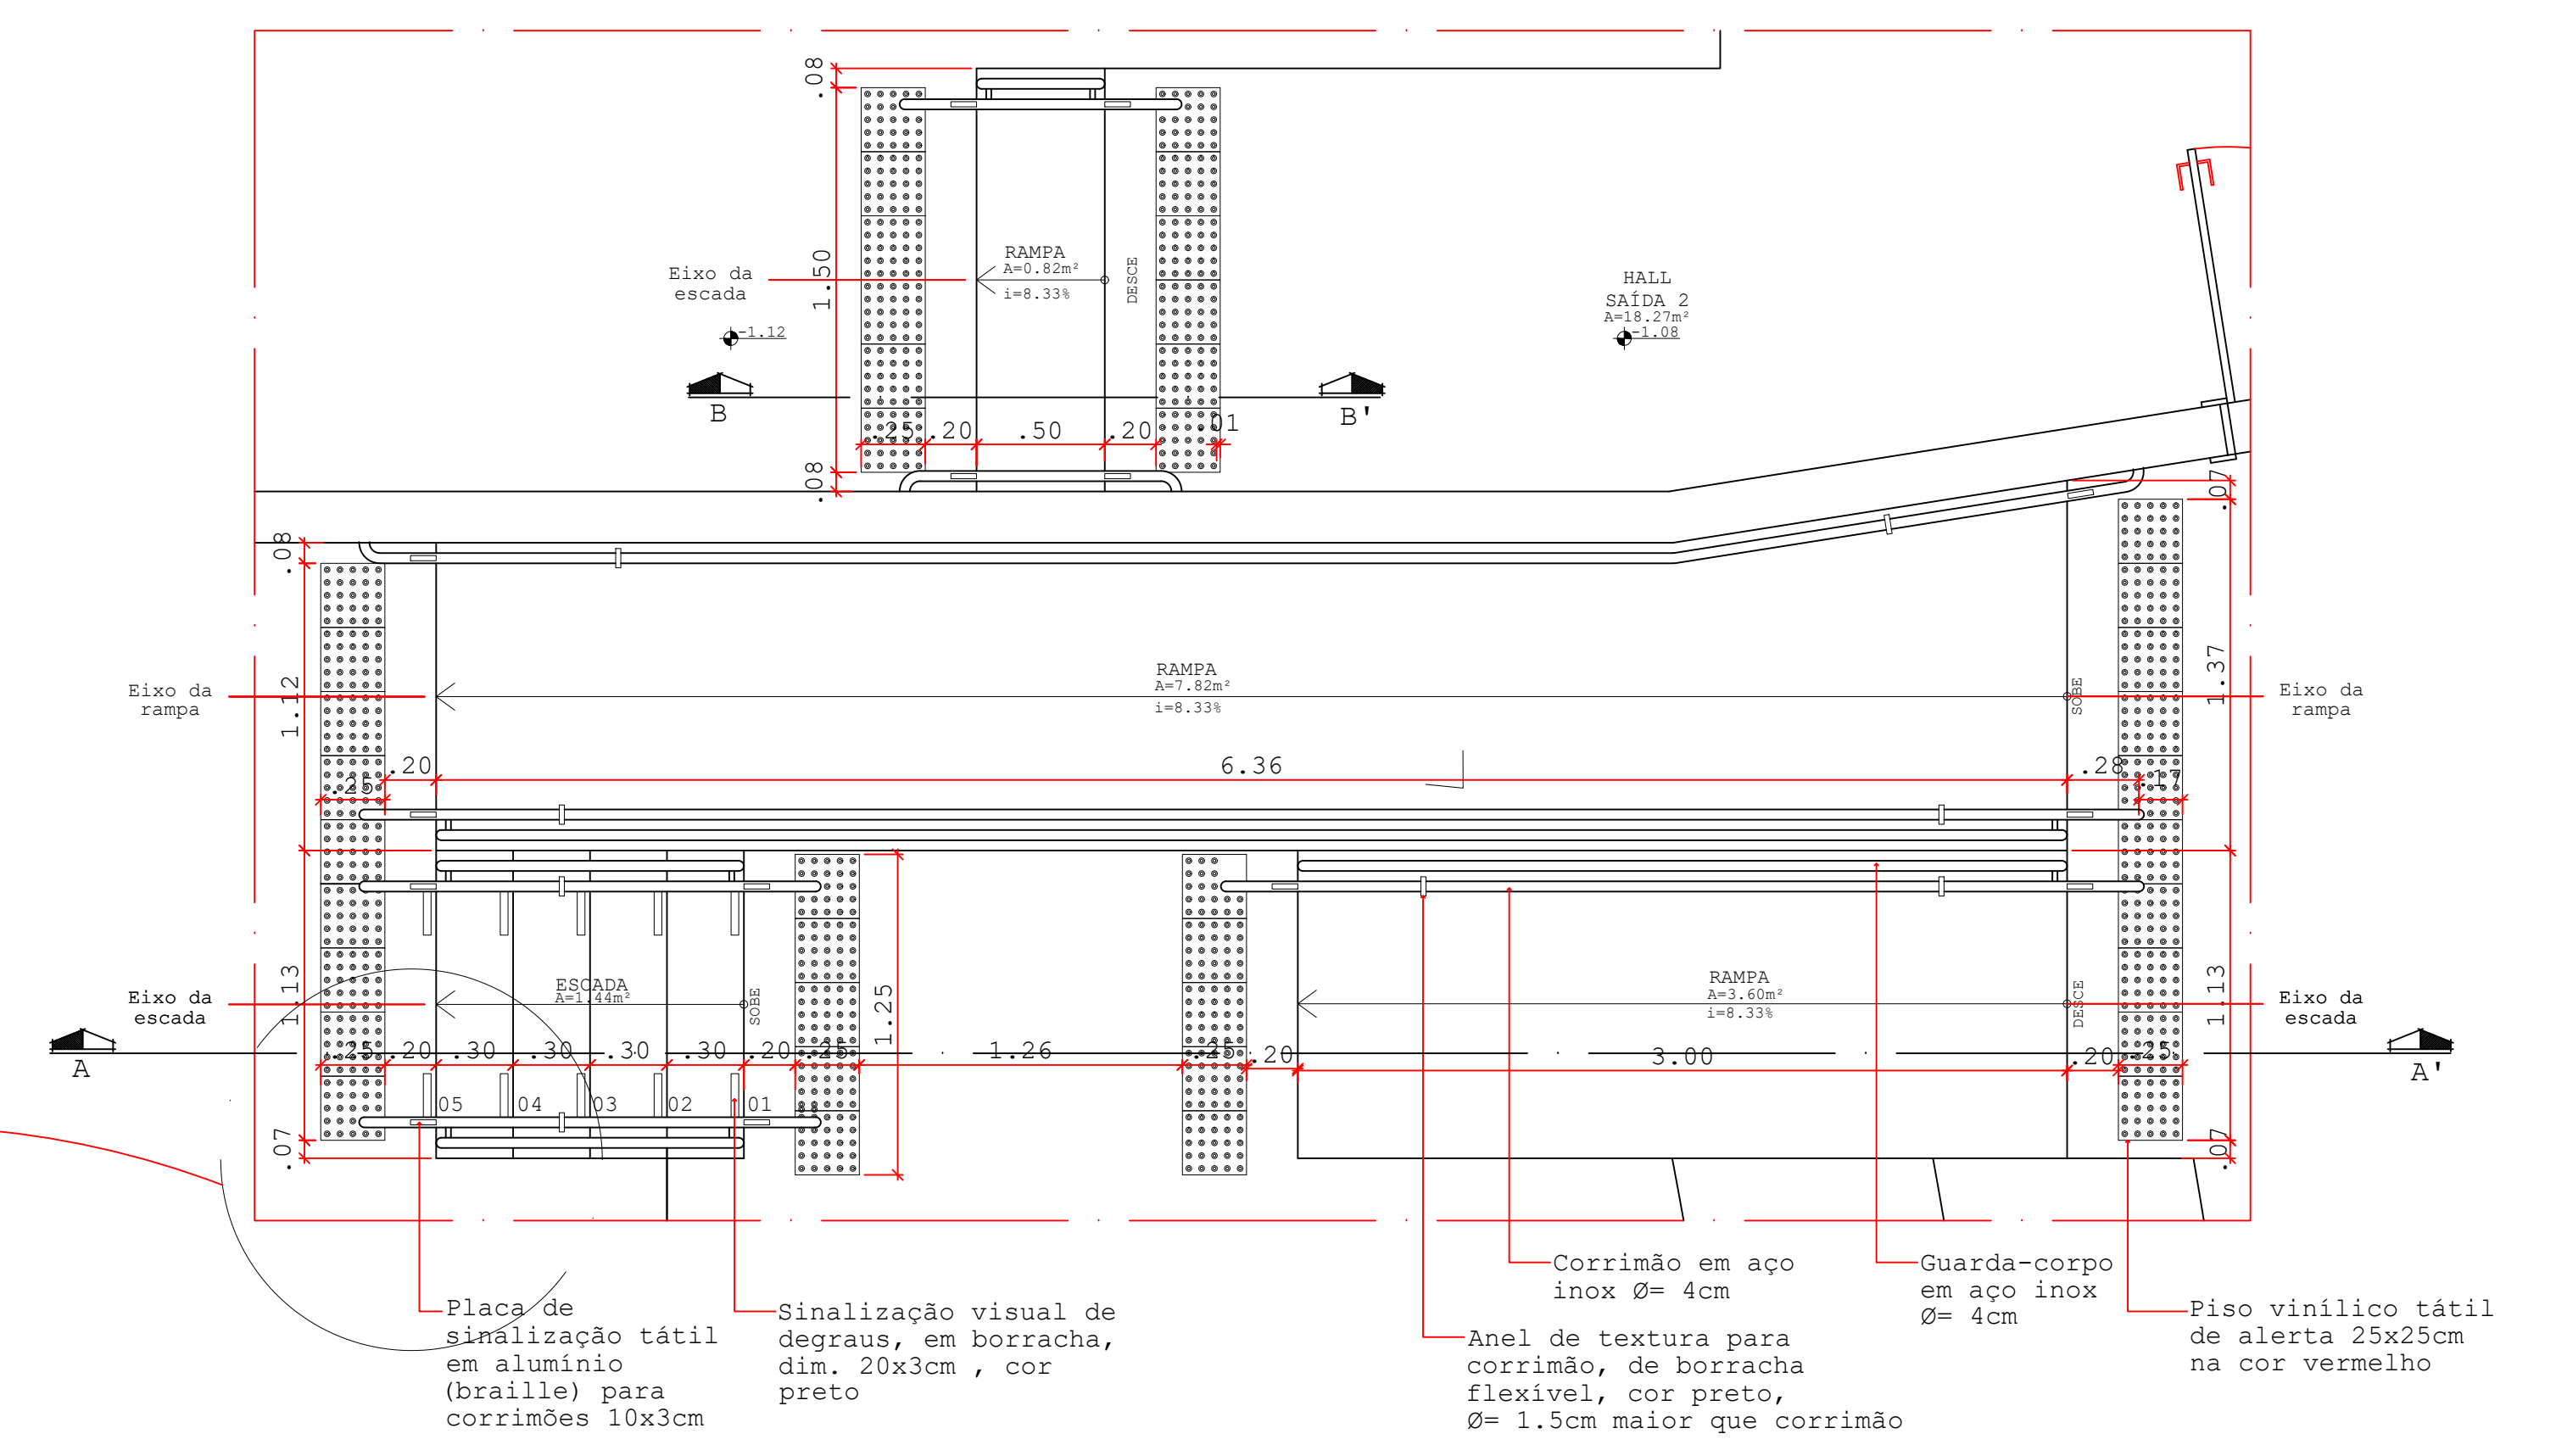 .08
1.50
.08
Eixo da
escada
-1.12
RAMPA
A=0.82m²
i=8.33%
DESCE
HALL
SAÍDA 2
A=18.27m²
-1.08
B
B'
.25
.20
.50
.20
.01
.08
1.12
1.13
.07
.07
1.37
1.13
.07
Eixo da
rampa
RAMPA
A=7.82m²
i=8.33%
SOBE
Eixo da
rampa
.25
.20
6.36
.28
.17
Eixo da
escada
ESCADA
A=1.44m²
SOBE
1.25
RAMPA
A=3.60m²
i=8.33%
DESCE
Eixo da
escada
A
A'
.25
.20
.30
.30
.30
.30
.20
.25
1.26
.25
.20
3.00
.20
.25
05
04
03
02
01
Placa de
sinalização tátil
em alumínio
(braille) para
corrimões 10x3cm
Sinalização visual de
degraus, em borracha,
dim. 20x3cm , cor
preto
Corrimão em aço
inox Ø= 4cm
Anel de textura para
corrimão, de borracha
flexível, cor preto,
Ø= 1.5cm maior que corrimão
Guarda-corpo
em aço inox
Ø= 4cm
Piso vinílico tátil
de alerta 25x25cm
na cor vermelho